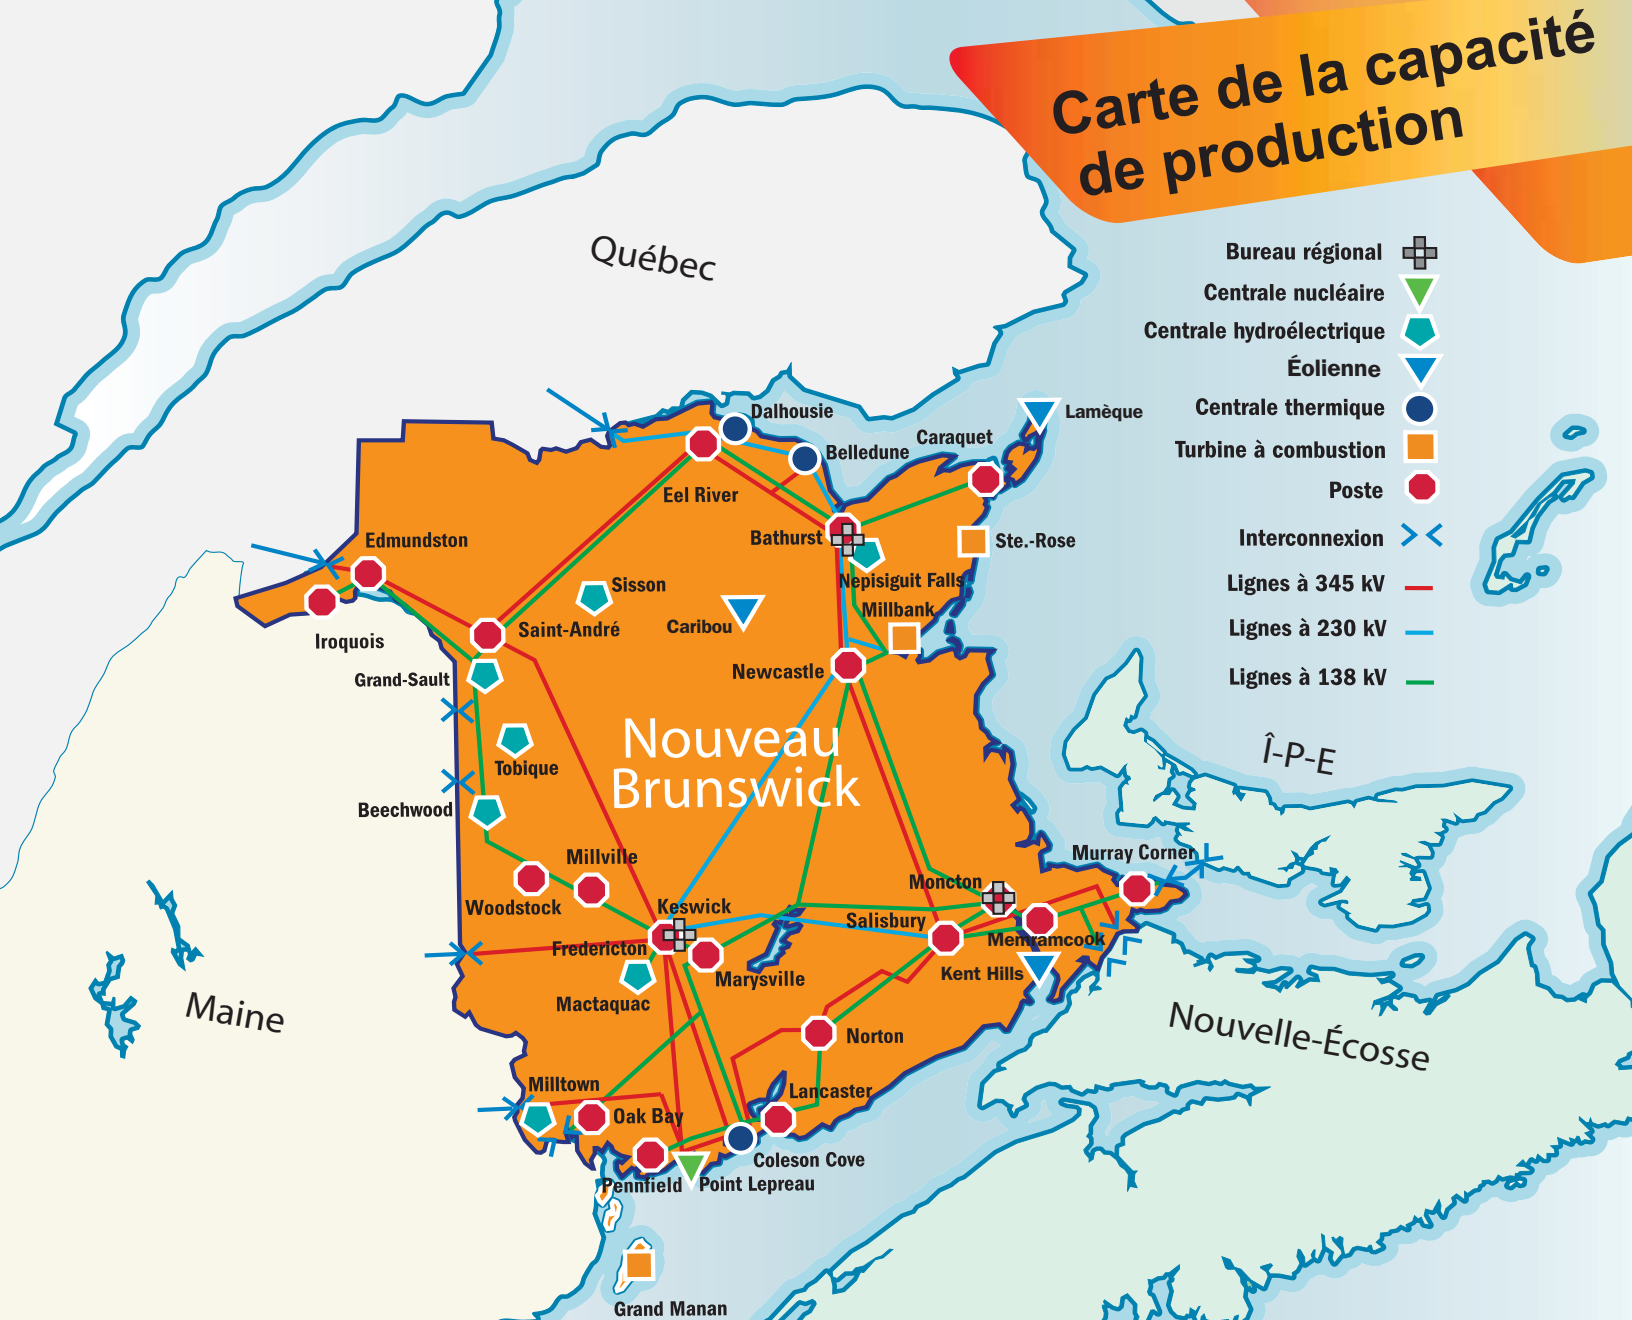 Carte de la capacité
de production
Québec
Bureau régional
Centrale nucléaire
Centrale hydroélectrique
Éolienne
Centrale thermique
Turbine à combustion
Poste
Interconnexion
Lignes à 345 kV
Lignes à 230 kV
Lignes à 138 kV
Dalhousie
Lamèque
Caraquet
Belledune
Eel River
Edmundston
Bathurst
Ste.-Rose
Nepisiguit Falls
Sisson
Millbank
Caribou
Saint-André
Iroquois
Newcastle
Grand-Sault
Nouveau
Brunswick
Î-P-E
Tobique
Beechwood
Millville
Murray Corner
Moncton
Woodstock
Keswick
Salisbury
Fredericton
Memramcook
Kent Hills
Marysville
Mactaquac
Maine
Nouvelle-Écosse
Norton
Milltown
Lancaster
Oak Bay
Coleson Cove
Pennfield
Point Lepreau
Grand Manan